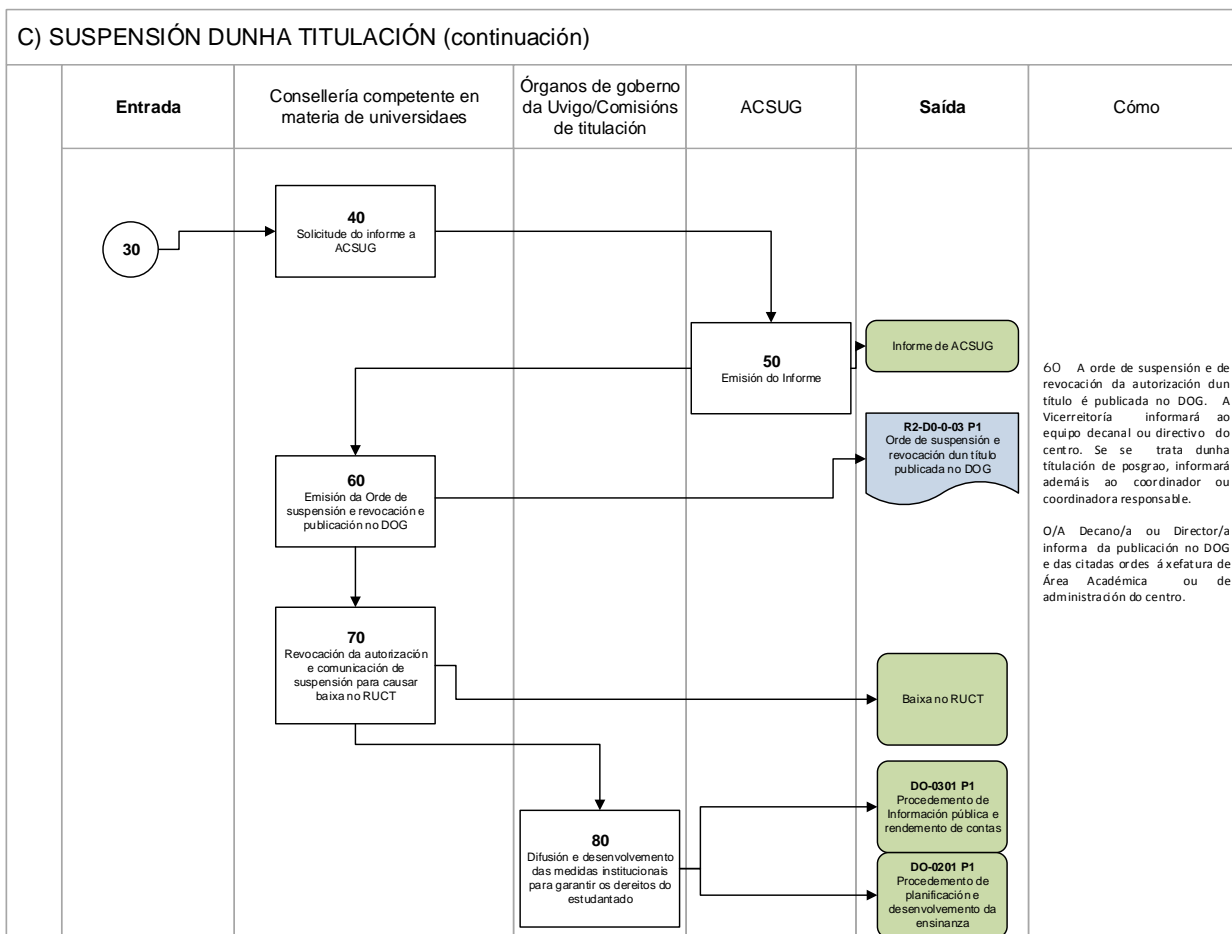 C) SUSPENSIÓN DUNHA TITULACIÓN (continuación)
Entrada
Consellería competente en
materia de universidaes
Órganos de goberno
da Uvigo/Comisións
de titulación
ACSUG
Saída
Cómo
30
40
Solicitude do informe a
ACSUG
50
Emisión do Informe
Informe de ACSUG
R2-D0-0-03 P1
Orde de suspensión e
revocación dun título
publicada no DOG
60
Emisión da Orde de
suspensión e revocación e
publicación no DOG
70
Revocación da autorización
e comunicación de
suspensión para causar
baixa no RUCT
Baixa no RUCT
80
Difusión e desenvolvemento
das medidas institucionais
para garantir os dereitos do
estudantado
DO-0301 P1
Procedemento de
Información pública e
rendemento de contas
DO-0201 P1
Procedemento de
planificación e
desenvolvemento da
ensinanza
60 A orde de suspensión e de
revocación da autorización dun
título é publicada no DOG. A
Vicerreitoría informará ao
equipo decanal ou directivo do
centro. Se se trata dunha
títulación de posgrao, informará
ademáis ao coordinador ou
coordinadora responsable.
O/A Decano/a ou Director/a
informa da publicación no DOG
e das citadas ordes á xefatura de
Área Académica ou de
administración do centro.